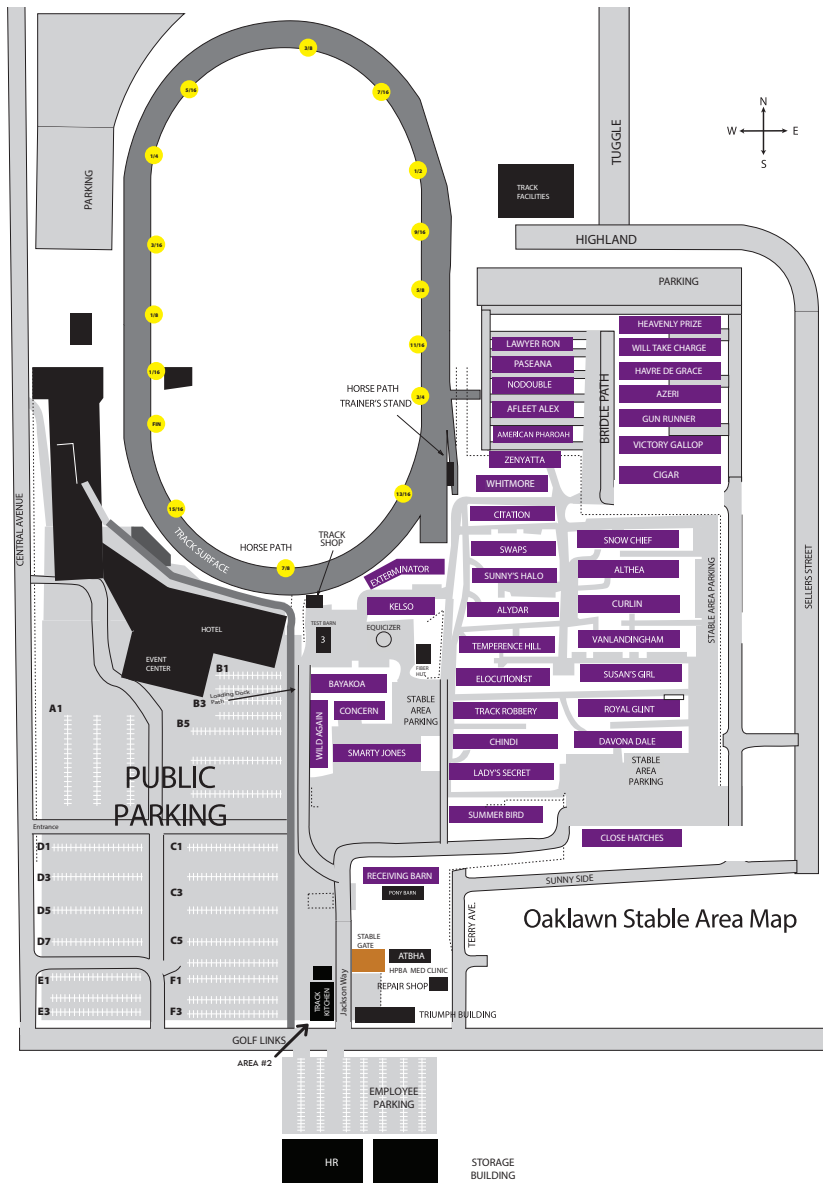 3/8
5/16
7/16
N
W
E
S
1/4
1/2
TUGGLE
TRACK
FACILITIES
PARKING
3/16
9/16
HIGHLAND
5/8
PARKING
1/8
11/16
HEAVENLY PRIZE
LAWYER RON
WILL TAKE CHARGE
PASEANA
HAVRE DE GRACE
1/16
NODOUBLE
AZERI
HORSE PATH
TRAINER'S STAND
3/4
AFLEET ALEX
GUN RUNNER
BRIDLE PATH
FIN
AMERICAN PHAROAH
VICTORY GALLOP
ZENYATTA
CIGAR
WHITMORE
13/16
15/16
CITATION
CENTRAL AVENUE
TRACK SURFACE
HORSE PATH
TRACK
SHOP
7/8
SWAPS
SNOW CHIEF
EXTERMINATOR
SUNNY'S HALO
ALTHEA
STABLE AREA PARKING
SELLERS STREET
KELSO
ALYDAR
CURLIN
TEST BARN
3
EQUICIZER
HOTEL
TEMPERENCE HILL
VANLANDINGHAM
EVENT
CENTER
FIBER
HUT
B1
BAYAKOA
ELOCUTIONIST
SUSAN'S GIRL
Loading Dock
Path
B3
A1
STABLE
AREA
PARKING
WILD AGAIN
CONCERN
TRACK ROBBERY
ROYAL GLINT
B5
CHINDI
DAVONA DALE
SMARTY JONES
STABLE
AREA
PARKING
LADY'S SECRET
PUBLIC
PARKING
SUMMER BIRD
Entrance
CLOSE HATCHES
D1
C1
D3
C3
RECEIVING BARN
PONY BARN
SUNNY SIDE
D5
TERRY AVE.
Oaklawn Stable Area Map
D7
C5
STABLE
GATE
ATBHA
HPBA MED CLINIC
E1
F1
REPAIR SHOP
TRACK
KITCHEN
Jackson Way
E3
F3
TRIUMPH BUILDING
GOLF LINKS
AREA #2
EMPLOYEE
PARKING
HR
STORAGE
BUILDING